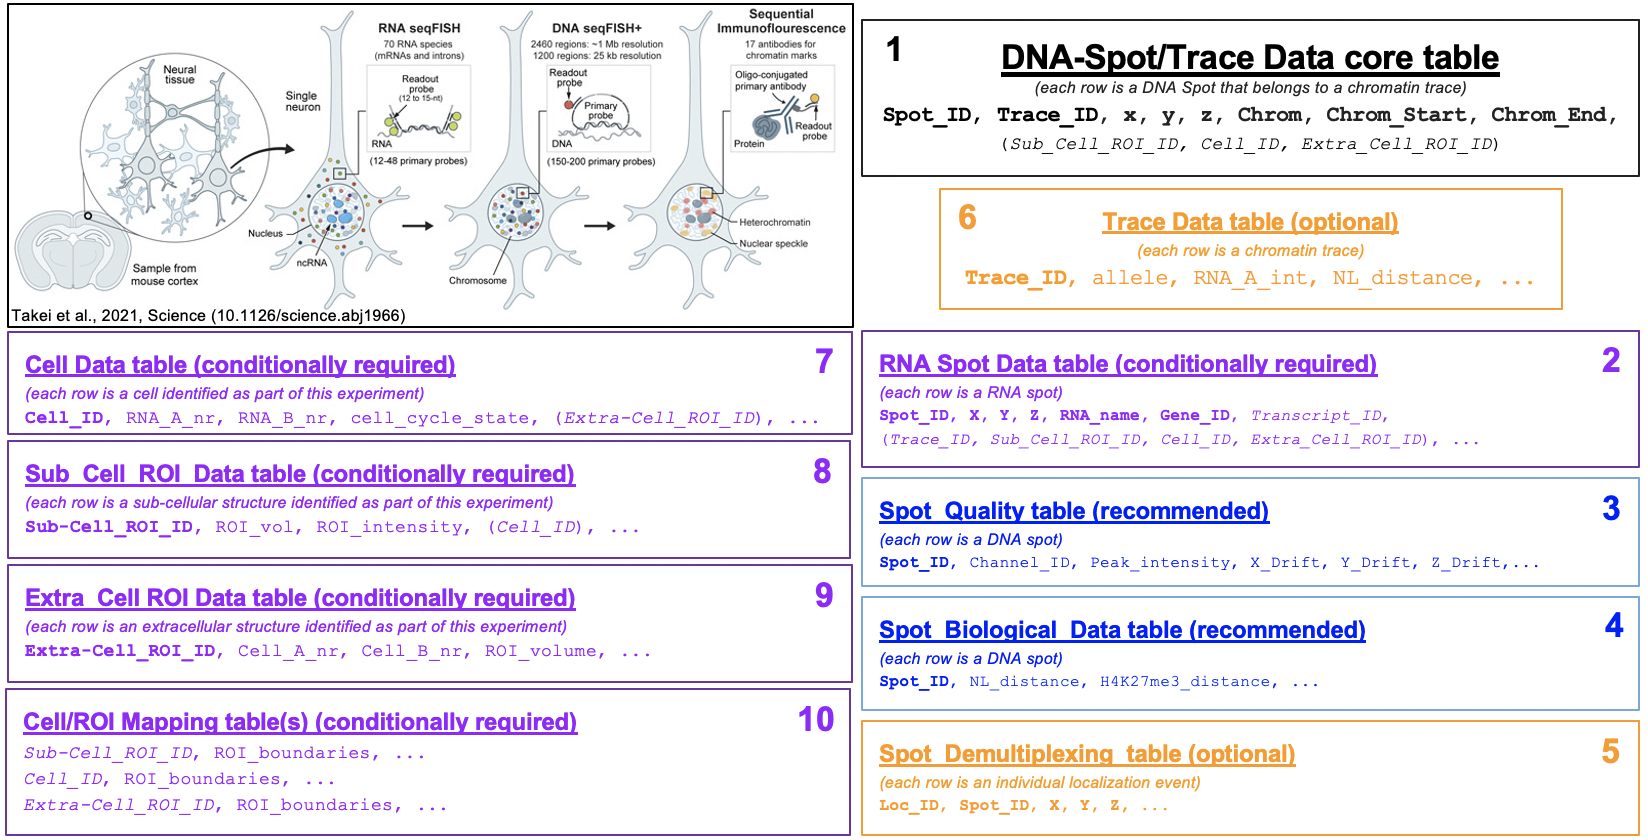 RNA seqFISH
70 RNA species
(mRNAs and introns)
Readout
probe
(12 to 15-nt)
RNA
(12-48 primary probes)
DNA seqFISH+
2460 regions: ~1 Mb resolution
1200 regions: 25 kb resolution
Readout
probe
Primary
probe
DNA
(150-200 primary probes)
Sequential
Immunoflourescence
17 antibodies for
chromatin marks
Oligo-conjugated
primary antibody
Readout
probe
Protein
Neural
tissue
Single
neuron
Nucleus
ncRNA
Chromosome
Heterochromatin
Nuclear speckle
Sample from
mouse cortex
Takei et al., 2021, Science (10.1126/science.abj1966)
1
DNA-Spot/Trace Data core table
(each row is a DNA Spot that belongs to a chromatin trace)
Spot_ID, Trace_ID, x, y, z, Chrom, Chrom_Start, Chrom_End,
(Sub_Cell_ROI_ID, Cell_ID, Extra_Cell_ROI_ID)
6
Trace Data table (optional)
(each row is a chromatin trace)
Trace_ID, allele, RNA_A_int, NL_distance, ...
Cell Data table (conditionally required)
7
(each row is a cell identified as part of this experiment)
Cell_ID, RNA_A_nr, RNA_B_nr, cell_cycle_state, (Extra-Cell_ROI_ID), ...
Sub_Cell_ROI_Data table (conditionally required)
8
(each row is a sub-cellular structure identified as part of this experiment)
Sub-Cell_ROI_ID, ROI_vol, ROI_intensity, (Cell_ID), ...
Extra_Cell ROI Data table (conditionally required)
9
(each row is an extracellular structure identified as part of this experiment)
Extra-Cell_ROI_ID, Cell_A_nr, Cell_B_nr, ROI_volume, ...
Cell/ROI Mapping table(s) (conditionally required)
10
Sub-Cell_ROI_ID, ROI_boundaries, ...
Cell_ID, ROI_boundaries, ...
Extra-Cell_ROI_ID, ROI_boundaries, ...
RNA Spot Data table (conditionally required)
2
(each row is a RNA spot)
Spot_ID, X, Y, Z, RNA_name, Gene_ID, Transcript_ID,
(Trace_ID, Sub_Cell_ROI_ID, Cell_ID, Extra_Cell_ROI_ID), ...
Spot_Quality table (recommended)
3
(each row is a DNA spot)
Spot_ID, Channel_ID, Peak_intensity, X_Drift, Y_Drift, Z_Drift,...
Spot_Biological_Data table (recommended)
4
(each row is a DNA spot)
Spot_ID, NL_distance, H4K27me3_distance, ...
Spot_Demultiplexing_table (optional)
5
(each row is an individual localization event)
Loc_ID, Spot_ID, X, Y, Z, ...